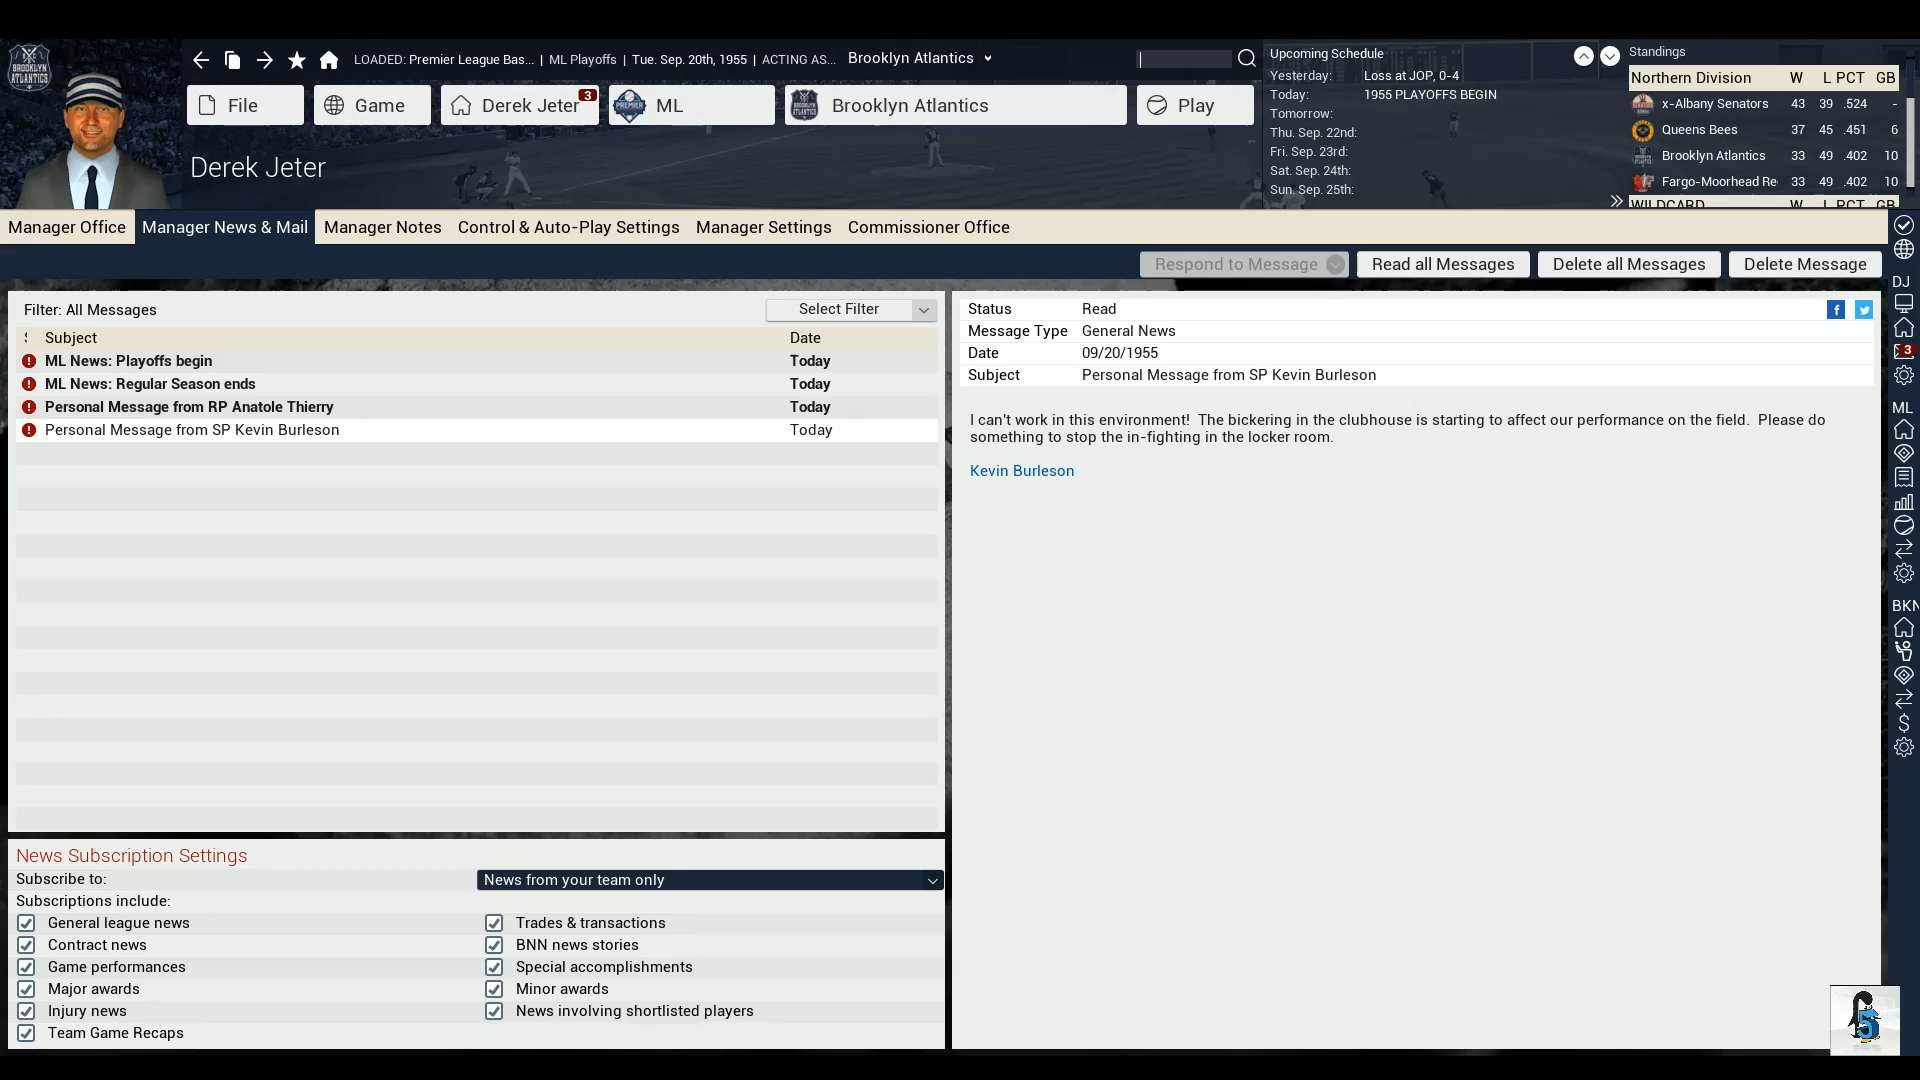 BROOKLYN
ATLANTICS
LOADED: Premier League Bas... | ML Playoffs | Tue. Sep. 20th, 1955 | ACTING AS... Brooklyn Atlantics
File
Game
Derek Jeter
3
PREMIER
ML
Brooklyn Atlantics
Play
Derek Jeter
Upcoming Schedule
Yesterday: Loss at JOP, 0-4
Today: 1955 PLAYOFFS BEGIN
Tomorrow:
Thu. Sep. 22nd:
Fri. Sep. 23rd:
Sat. Sep. 24th:
Sun. Sep. 25th:
Standings
Northern Division W L PCT GB
x-Albany Senators 43 39 .524 -
Queens Bees 37 45 .451 6
Brooklyn Atlantics 33 49 .402 10
Fargo-Moorhead Re 33 49 .402 10
WILDCARD W L PCT GB
Manager Office
Manager News & Mail
Manager Notes
Control & Auto-Play Settings
Manager Settings
Commissioner Office
Respond to Message
Read all Messages
Delete all Messages
Delete Message
Filter: All Messages
Select Filter
Subject Date
ML News: Playoffs begin Today
ML News: Regular Season ends Today
Personal Message from RP Anatole Thierry Today
Personal Message from SP Kevin Burleson Today
Status Read
Message Type General News
Date 09/20/1955
Subject Personal Message from SP Kevin Burleson
I can't work in this environment! The bickering in the clubhouse is starting to affect our performance on the field. Please do
something to stop the in-fighting in the locker room.
Kevin Burleson
News Subscription Settings
Subscribe to: News from your team only
Subscriptions include:
General league news Trades & transactions
Contract news BNN news stories
Game performances Special accomplishments
Major awards Minor awards
Injury news News involving shortlisted players
Team Game Recaps
DJ
3
ML
BKN
5